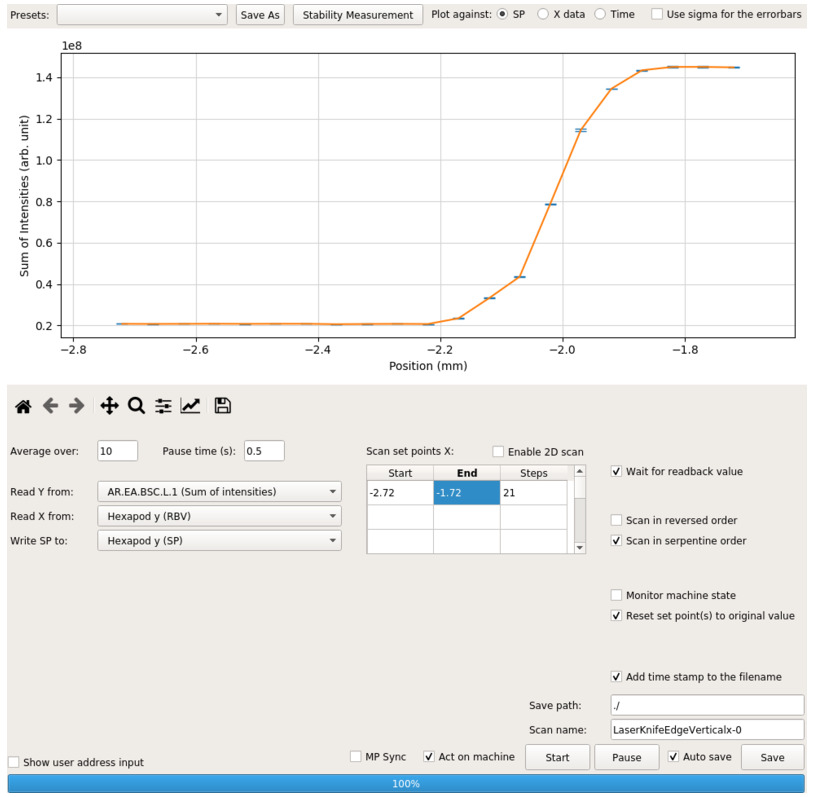 Presets: Save As Stability Measurement Plot against: SP X data Time Use sigma for the errorbars
1e8
1.4
1.2
1.0
0.8
0.6
0.4
0.2
Sum of Intensities (arb. unit)
−2.8 −2.6 −2.4 −2.2 −2.0 −1.8
Position (mm)
Average over: 10 Pause time (s): 0.5 Scan set points X: Enable 2D scan
Start End Steps
Wait for readback value
Read Y from: AR.EA.BSC.L.1 (Sum of intensities) -2.72 -1.72 21
Read X from: Hexapod y (RBV) Scan in reversed order
Write SP to: Hexapod y (SP) Scan in serpentine order
Monitor machine state
Reset set point(s) to original value
Add time stamp to the filename
Save path: ./
Scan name: LaserKnifeEdgeVerticalx-0
Show user address input MP Sync Act on machine Start Pause Auto save Save
100%